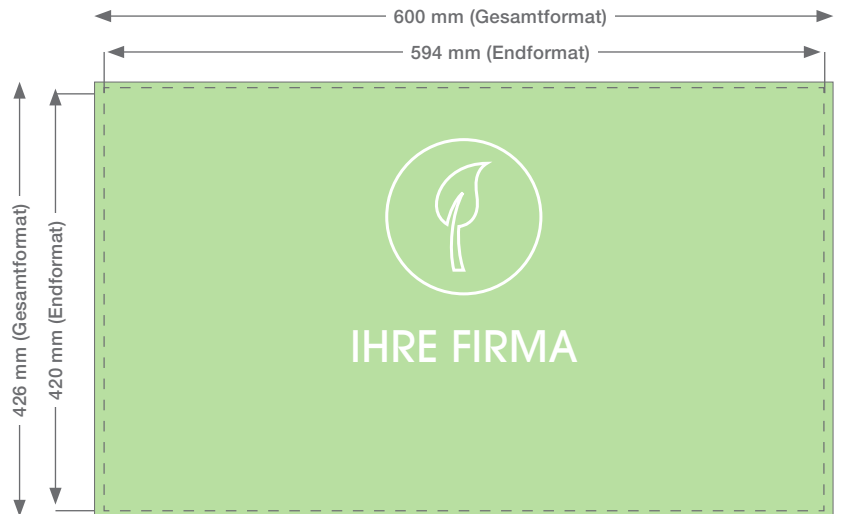 600 mm (Gesamtformat)
594 mm (Endformat)
426 mm (Gesamtformat)
420 mm (Endformat)
IHRE FIRMA